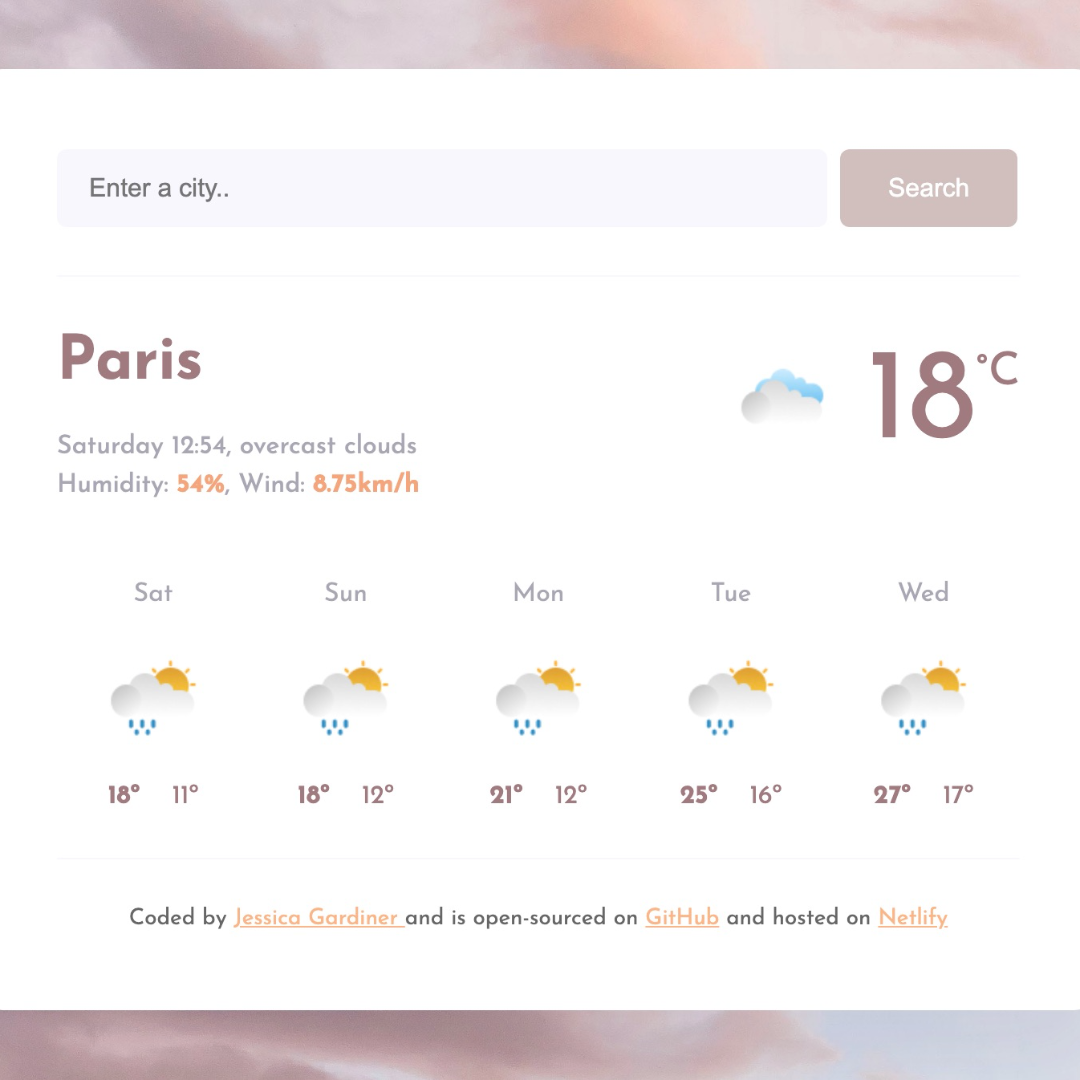 Enter a city..
Search
Paris
18
°C
Saturday 12:54, overcast clouds
Humidity: 54%, Wind: 8.75km/h
Sat Sun Mon Tue Wed
18° 11° 18° 12° 21° 12° 25° 16° 27° 17°
Coded by Jessica Gardiner and is open-sourced on GitHub and hosted on Netlify